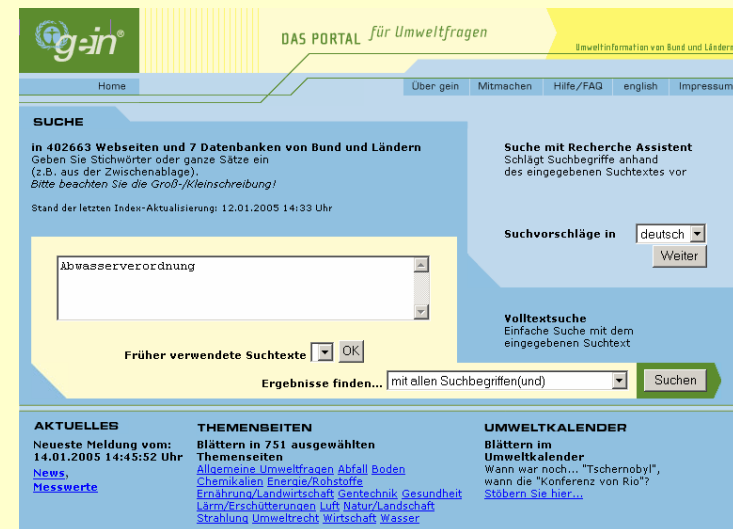 gein®
DAS PORTAL für Umweltfragen
Umweltinformation von Bund und Ländern
Home
Über gein Mitmachen Hilfe/FAQ english Impressum
SUCHE
in 402663 Webseiten und 7 Datenbanken von Bund und Ländern
Geben Sie Stichwörter oder ganze Sätze ein
(z.B. aus der Zwischenablage).
Bitte beachten Sie die Groß-/Kleinschreibung!
Stand der letzten Index-Aktualisierung: 12.01.2005 14:33 Uhr
Suche mit Recherche Assistent
Schlägt Suchbegriffe anhand
des eingegebenen Suchtextes vor
Suchvorschläge in deutsch
Weiter
Abwasserverordnung
Früher verwendete Suchtexte OK
Volltextsuche
Einfache Suche mit dem
eingegebenen Suchtext
Ergebnisse finden... mit allen Suchbegriffen(und) Suchen
AKTUELLES
Neueste Meldung vom:
14.01.2005 14:45:52 Uhr
News,
Messwerte
THEMENSEITEN
Blättern in 751 ausgewählten
Themenseiten
Allgemeine Umweltfragen Abfall Boden
Chemikalien Energie/Rohstoffe
Ernährung/Landwirtschaft Gentechnik Gesundheit
Lärm/Erschütterungen Luft Natur/Landschaft
Strahlung Umweltrecht Wirtschaft Wasser
UMWELTKALENDER
Blättern im
Umweltkalender
Wann war noch... "Tschernobyl",
wann die "Konferenz von Rio"?
Stöbern Sie hier...